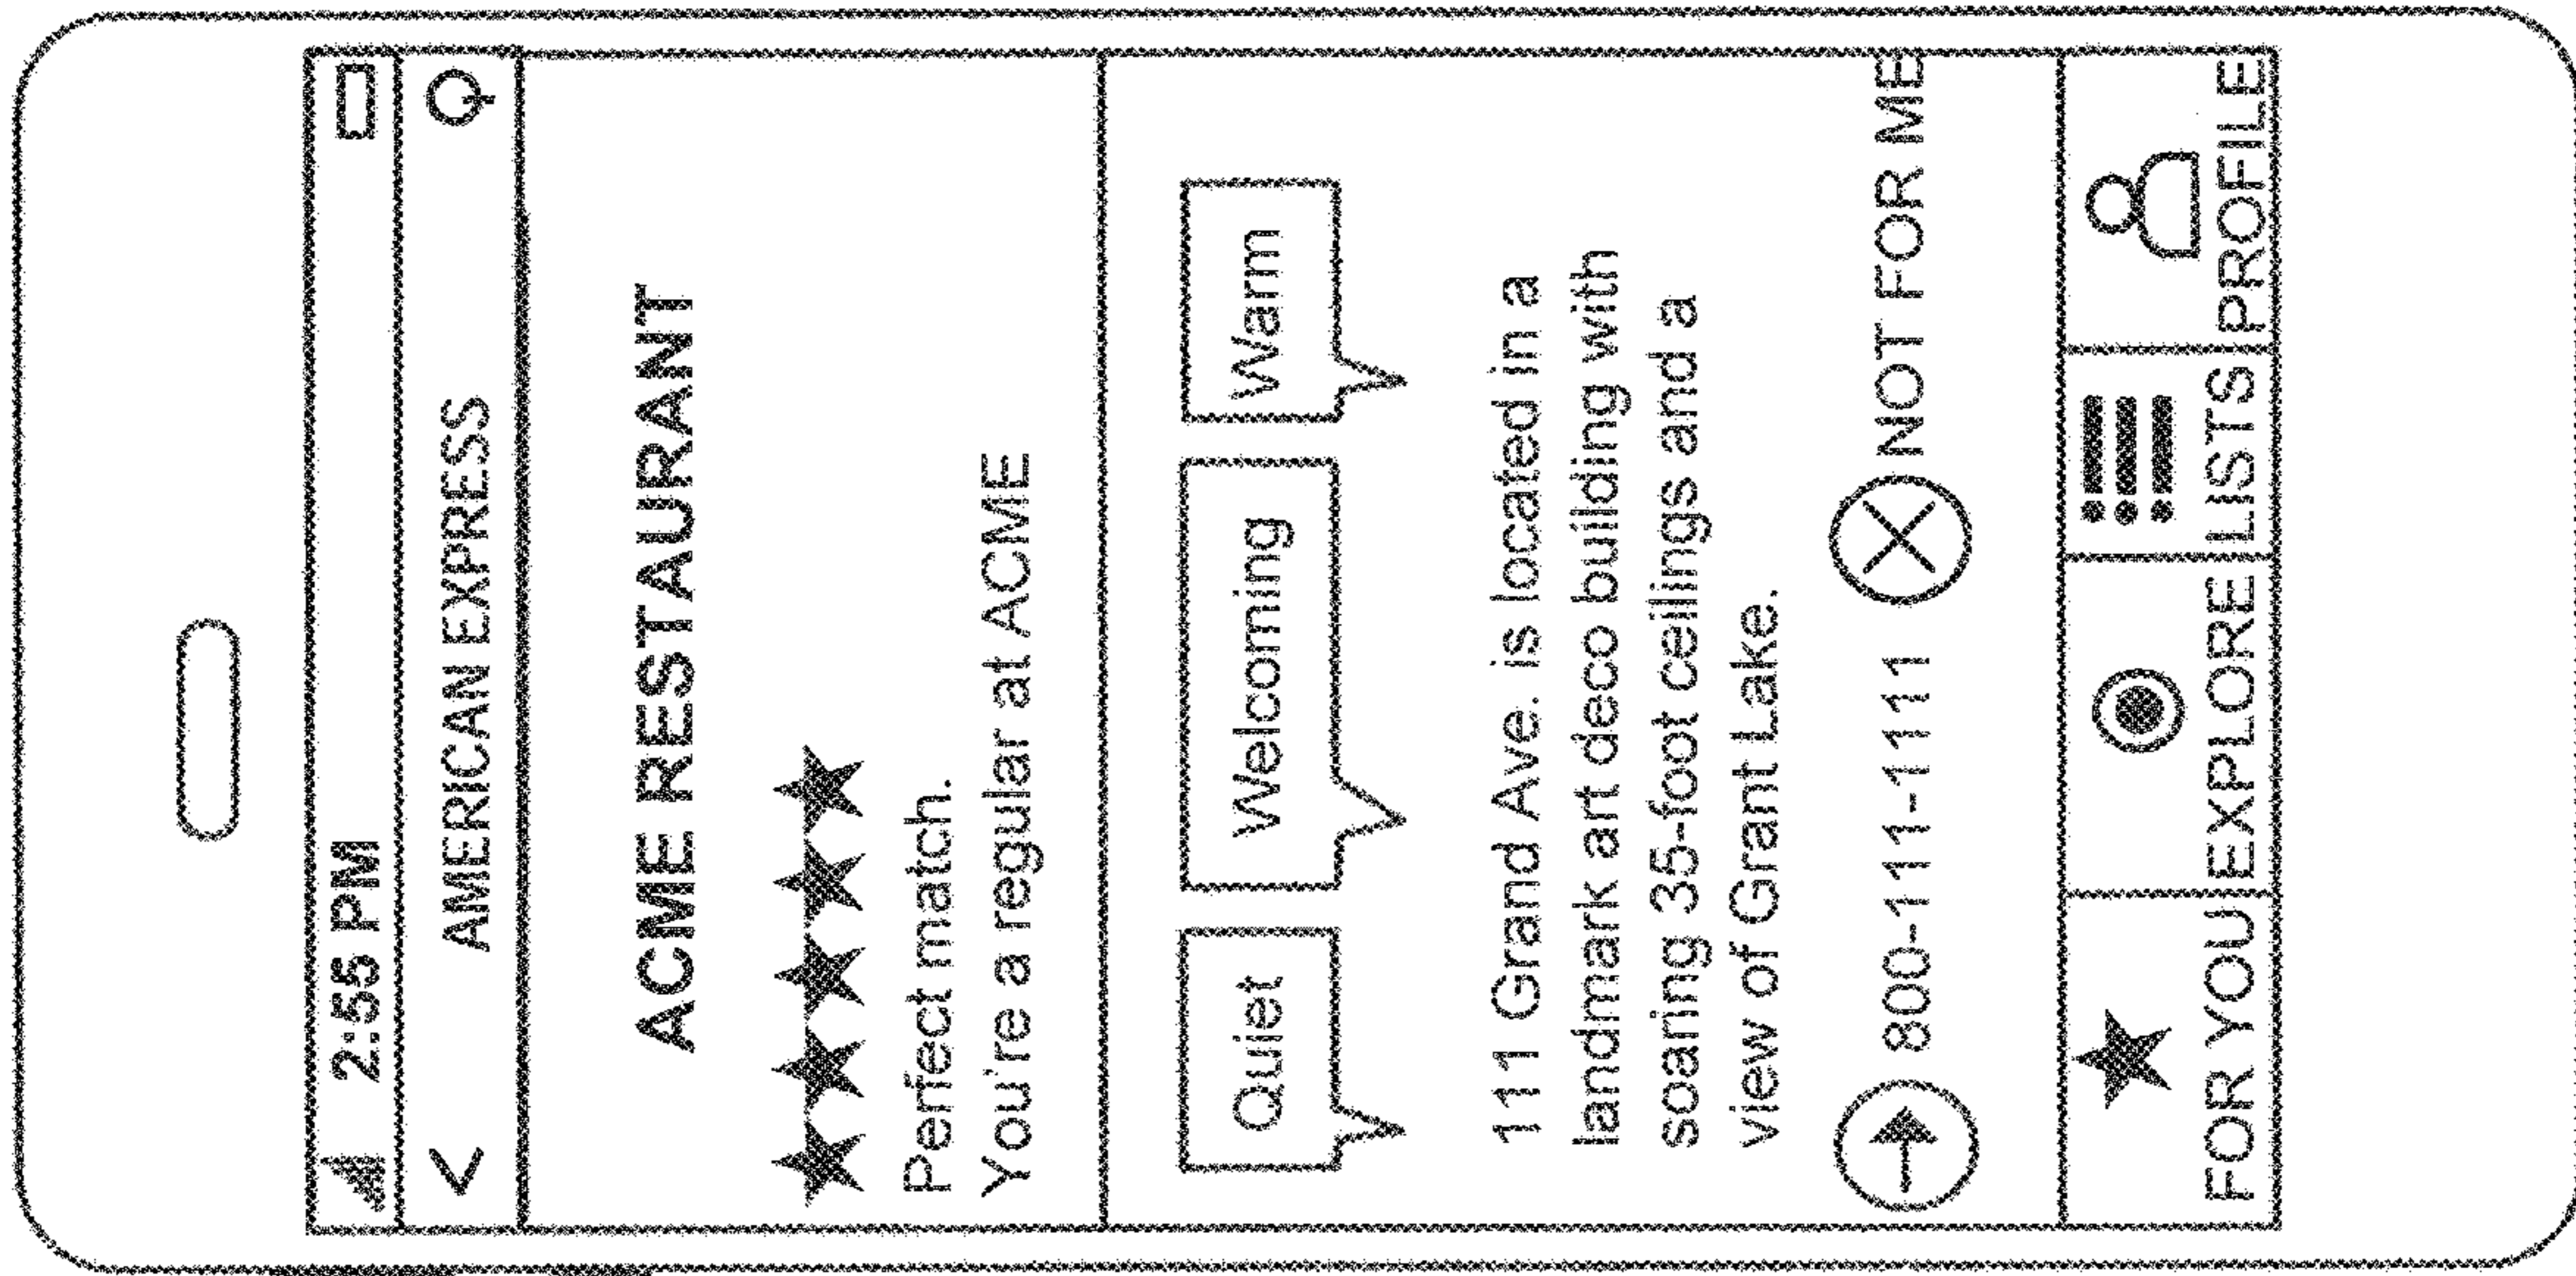 2:55 PM
< AMERICAN EXPRESS
ACME RESTAURANT
Perfect match.
You're a regular at ACME
Quiet Welcoming Warm
111 Grand Ave. is located in a
landmark art deco building with
soaring 35-foot ceilings and a
view of Grant Lake.
800-111-1111 NOT FOR ME
FOR YOU EXPLORE LISTS PROFILE